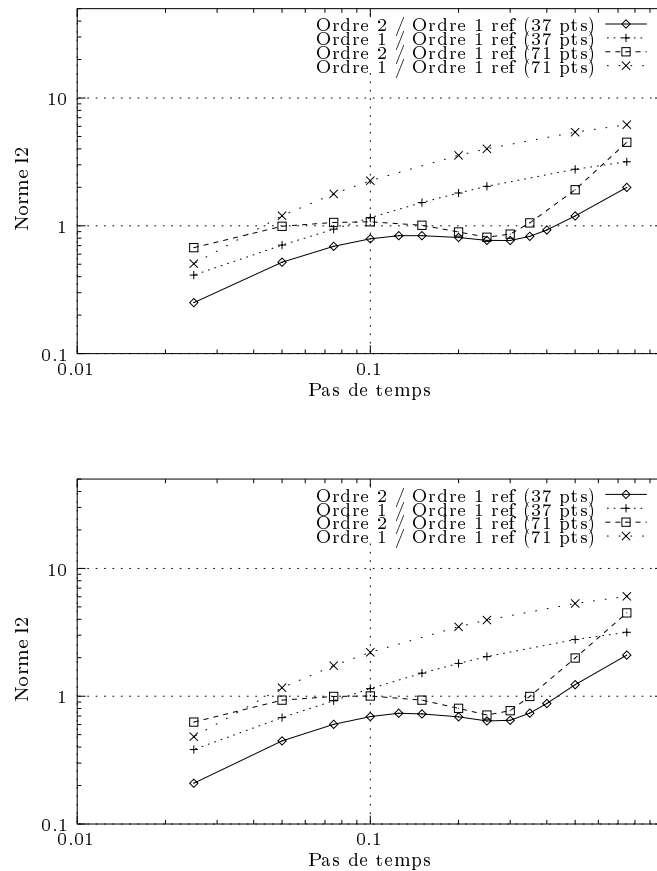 Ordre 2 / Ordre 1 ref (37 pts)
Ordre 1 / Ordre 1 ref (37 pts)
Ordre 2 / Ordre 1 ref (71 pts)
Ordre 1 / Ordre 1 ref (71 pts)
10
1
0.1
Norme l2
0.01
0.1
Pas de temps
Ordre 2 / Ordre 1 ref (37 pts)
Ordre 1 / Ordre 1 ref (37 pts)
Ordre 2 / Ordre 1 ref (71 pts)
Ordre 1 / Ordre 1 ref (71 pts)
10
1
0.1
Norme l2
0.01
0.1
Pas de temps